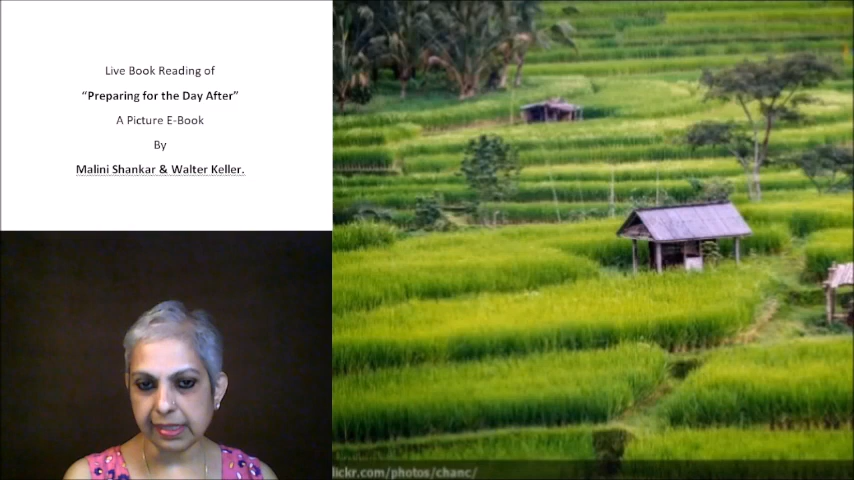 Live Book Reading of
“Preparing for the Day After”
A Picture E-Book
By
Malini Shankar & Walter Keller.
lickr.com/photos/chanc/